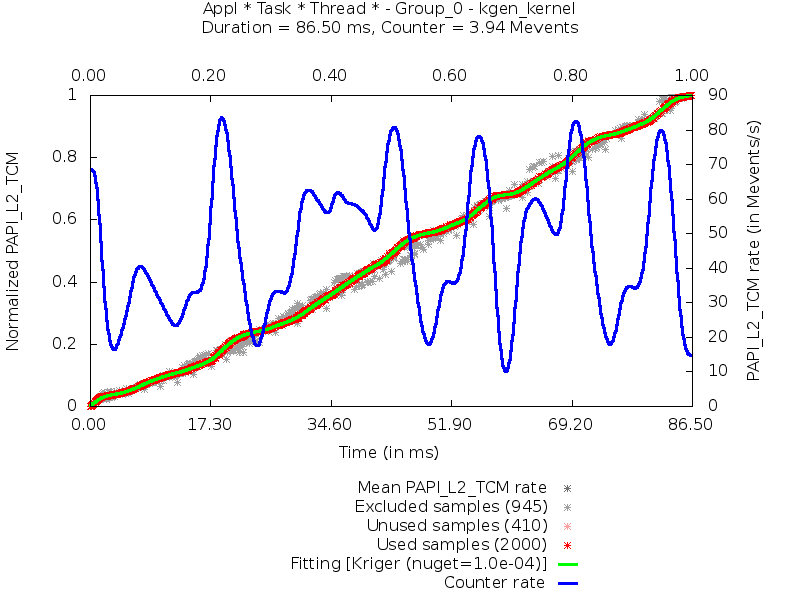 Appl * Task * Thread * - Group_0 - kgen_kernel
Duration = 86.50 ms, Counter = 3.94 Mevents
0.00 0.20 0.40 0.60 0.80 1.00
1 90
80
0.8 70
0.6 60
50
0.4 40
30
0.2 20
10
0 0
Normalized PAPI_L2_TCM
PAPI_L2_TCM rate (in Mevents/s)
0.00 17.30 34.60 51.90 69.20 86.50
Time (in ms)
Mean PAPI_L2_TCM rate
Excluded samples (945)
Unused samples (410)
Used samples (2000)
Fitting [Kriger (nuget=1.0e-04)]
Counter rate